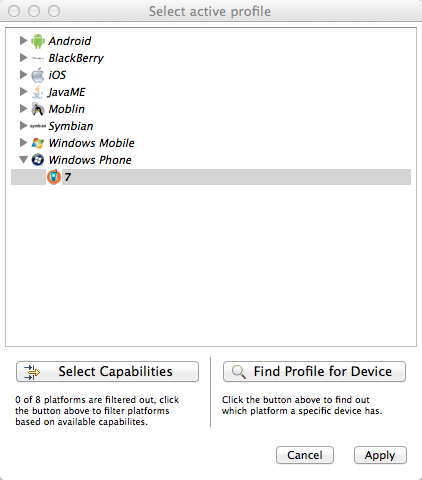 Select active profile
Android
BlackBerry
iOS
JavaME
Moblin
symbian Symbian
Windows Mobile
Windows Phone
7
Select Capabilities
Find Profile for Device
0 of 8 platforms are filtered out, click
the button above to filter platforms
based on available capabilites.
Click the button above to find out
which platform a specific device has.
Cancel
Apply